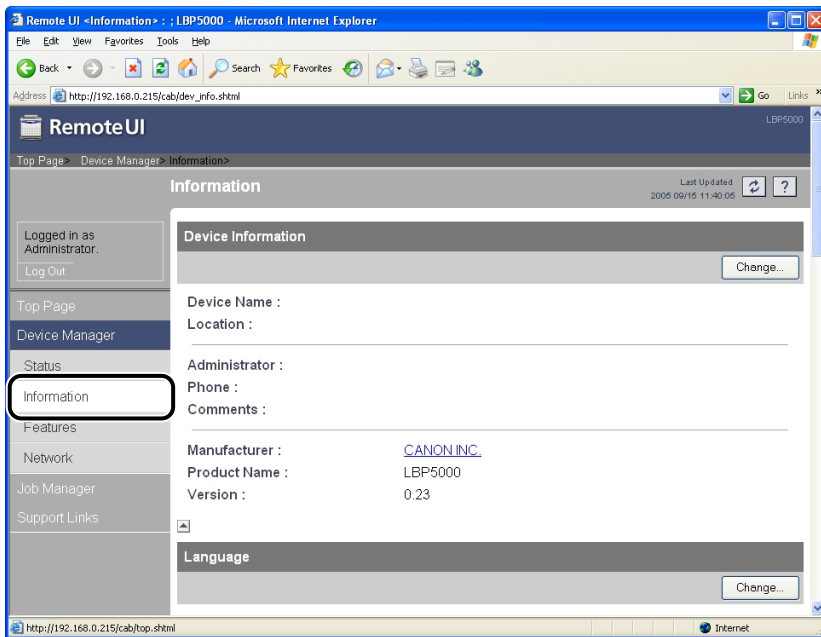 Remote UI <Information> : ; LBP5000 - Microsoft Internet Explorer
File Edit View Favorites Tools Help
Back Search Favorites
Address http://192.168.0.215/cab/dev_info.shtml Go Links »
RemoteUI LBP5000
Top Page> Device Manager> Information>
Information Last Updated
2005 09/15 11:40:05 ?
Logged in as
Administrator.
Log Out
Top Page
Device Manager
Status
Information
Features
Network
Job Manager
Support Links
Device Information
Change...
Device Name :
Location :
Administrator :
Phone :
Comments :
Manufacturer : CANON INC.
Product Name : LBP5000
Version : 0.23
Language
Change...
http://192.168.0.215/cab/top.shtml Internet